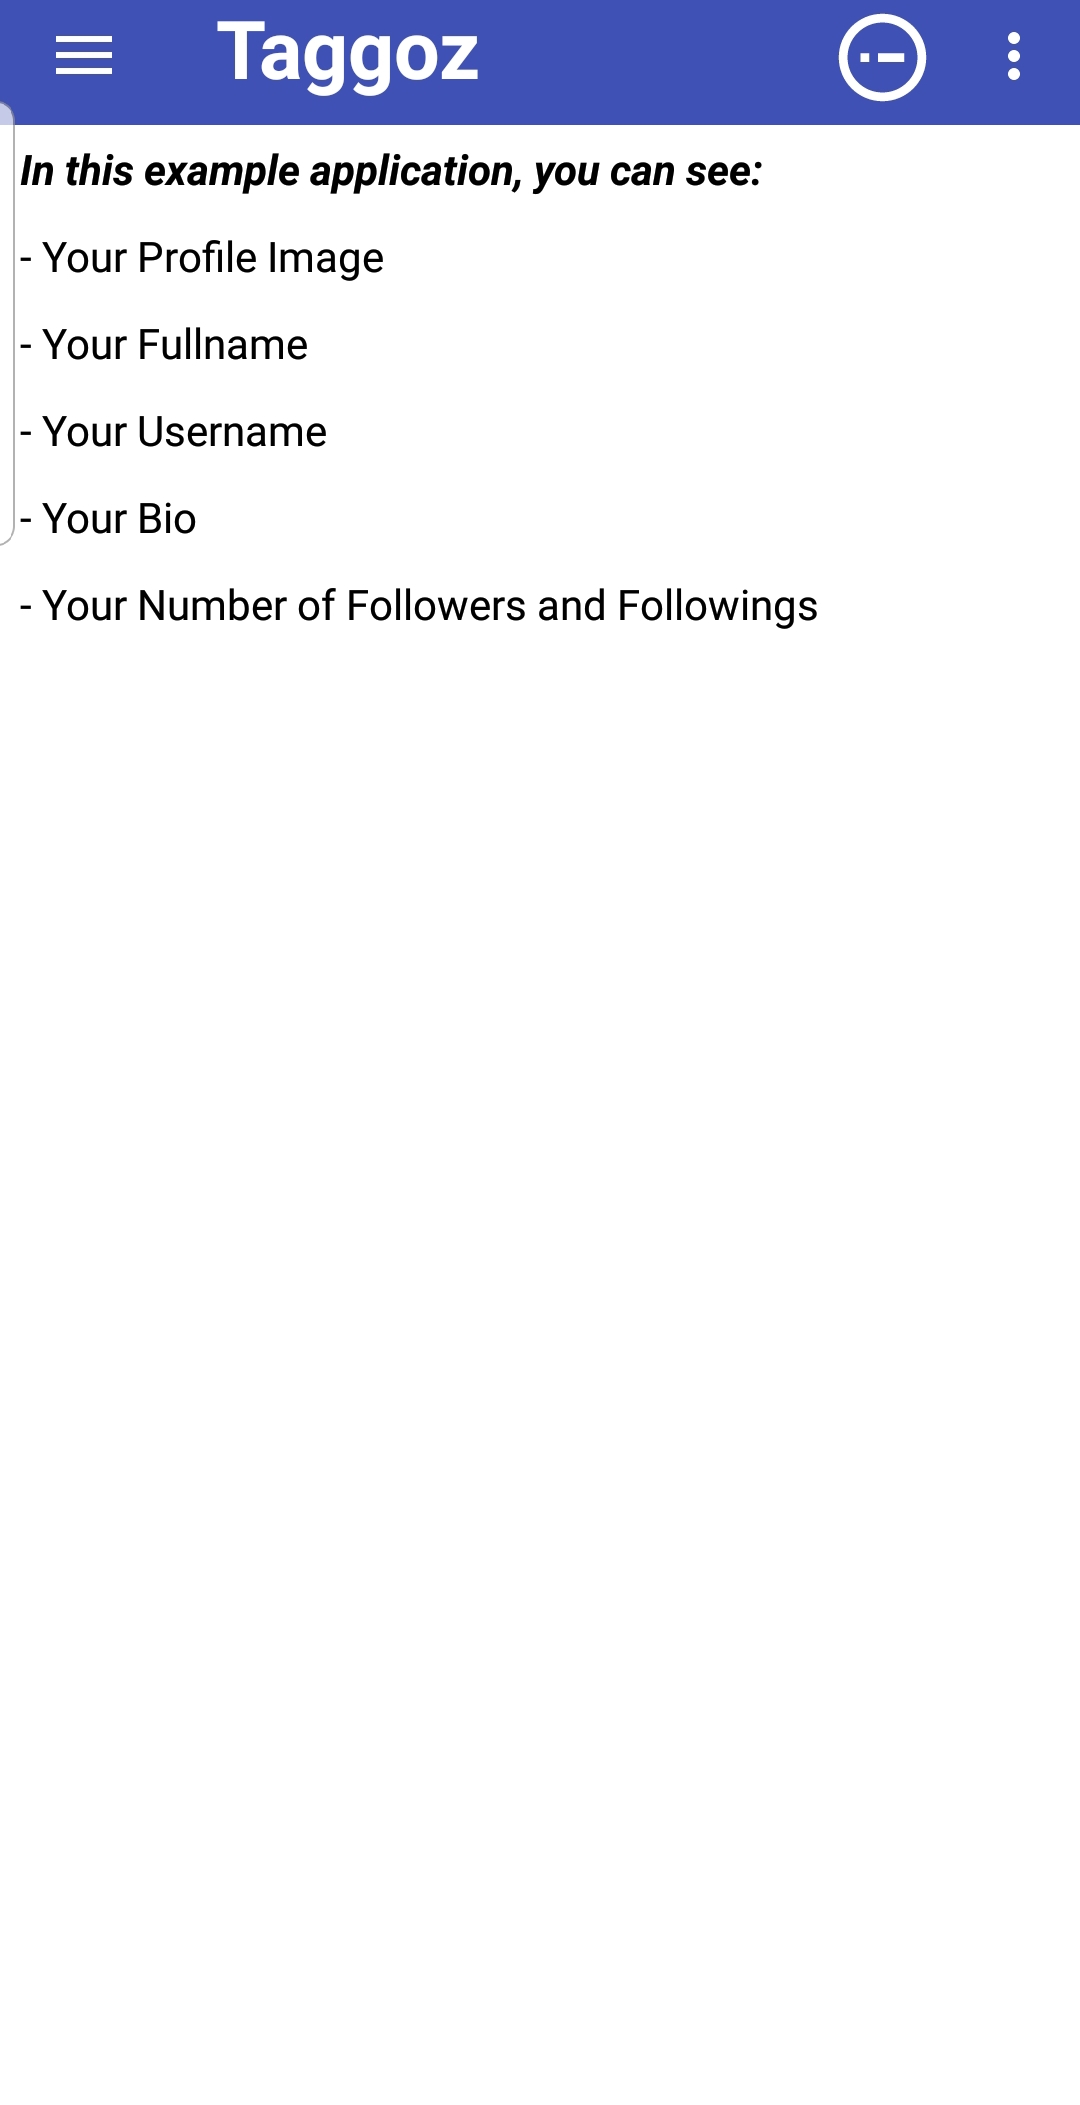 Taggoz
In this example application, you can see:
- Your Profile Image
- Your Fullname
- Your Username
- Your Bio
- Your Number of Followers and Followings